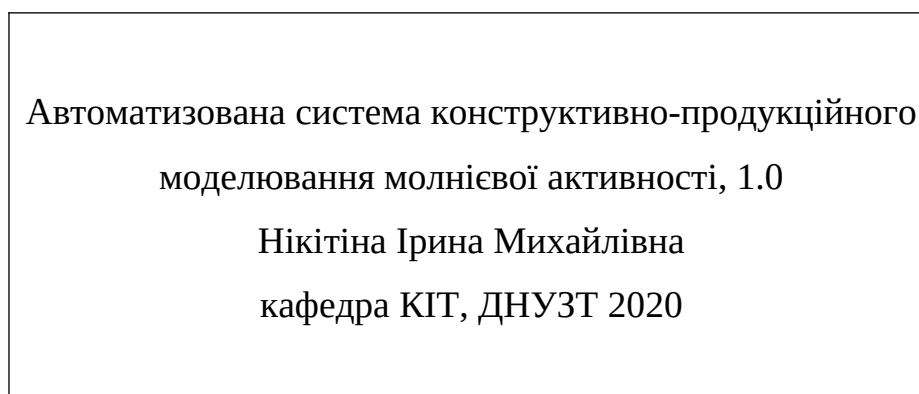 Автоматизована система конструктивно-продукційного
моделювання молнієвої активності, 1.0
Нікітіна Ірина Михайлівна
кафедра КІТ, ДНУЗТ 2020